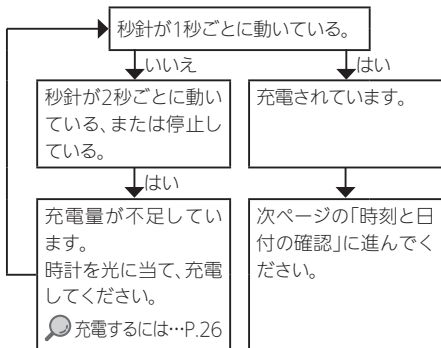 秒針が1秒ごとに動いている。
いいえ
はい
秒針が2秒ごとに動い
ている、または停止し
ている。
充電されています。
はい
充電量が不足してい
ます。
時計を光に当て、充電
してください。
充電するには…P.26
次ページの「時刻と日
付の確認」に進んでく
ださい。